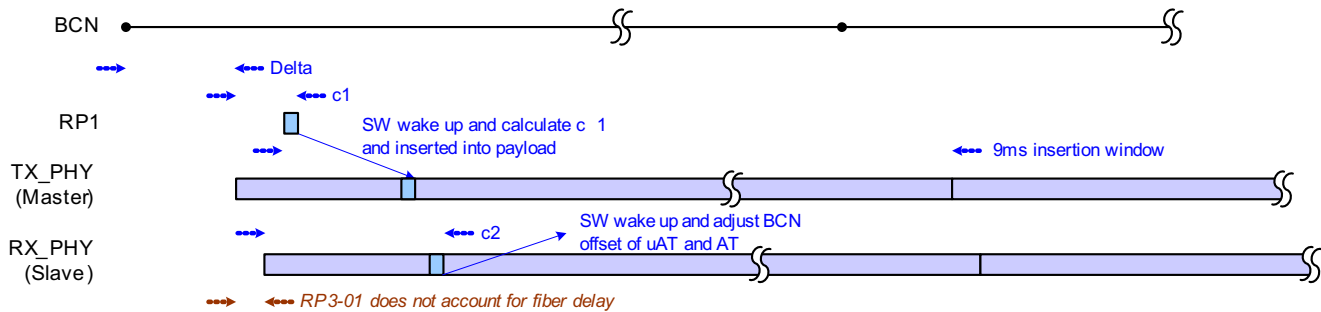 BCN
Delta
c1
RP1
SW wake up and calculate c 1
and inserted into payload
9ms insertion window
TX_PHY
(Master)
SW wake up and adjust BCN
offset of uAT and AT
c2
RX_PHY
(Slave)
RP3-01 does not account for fiber delay